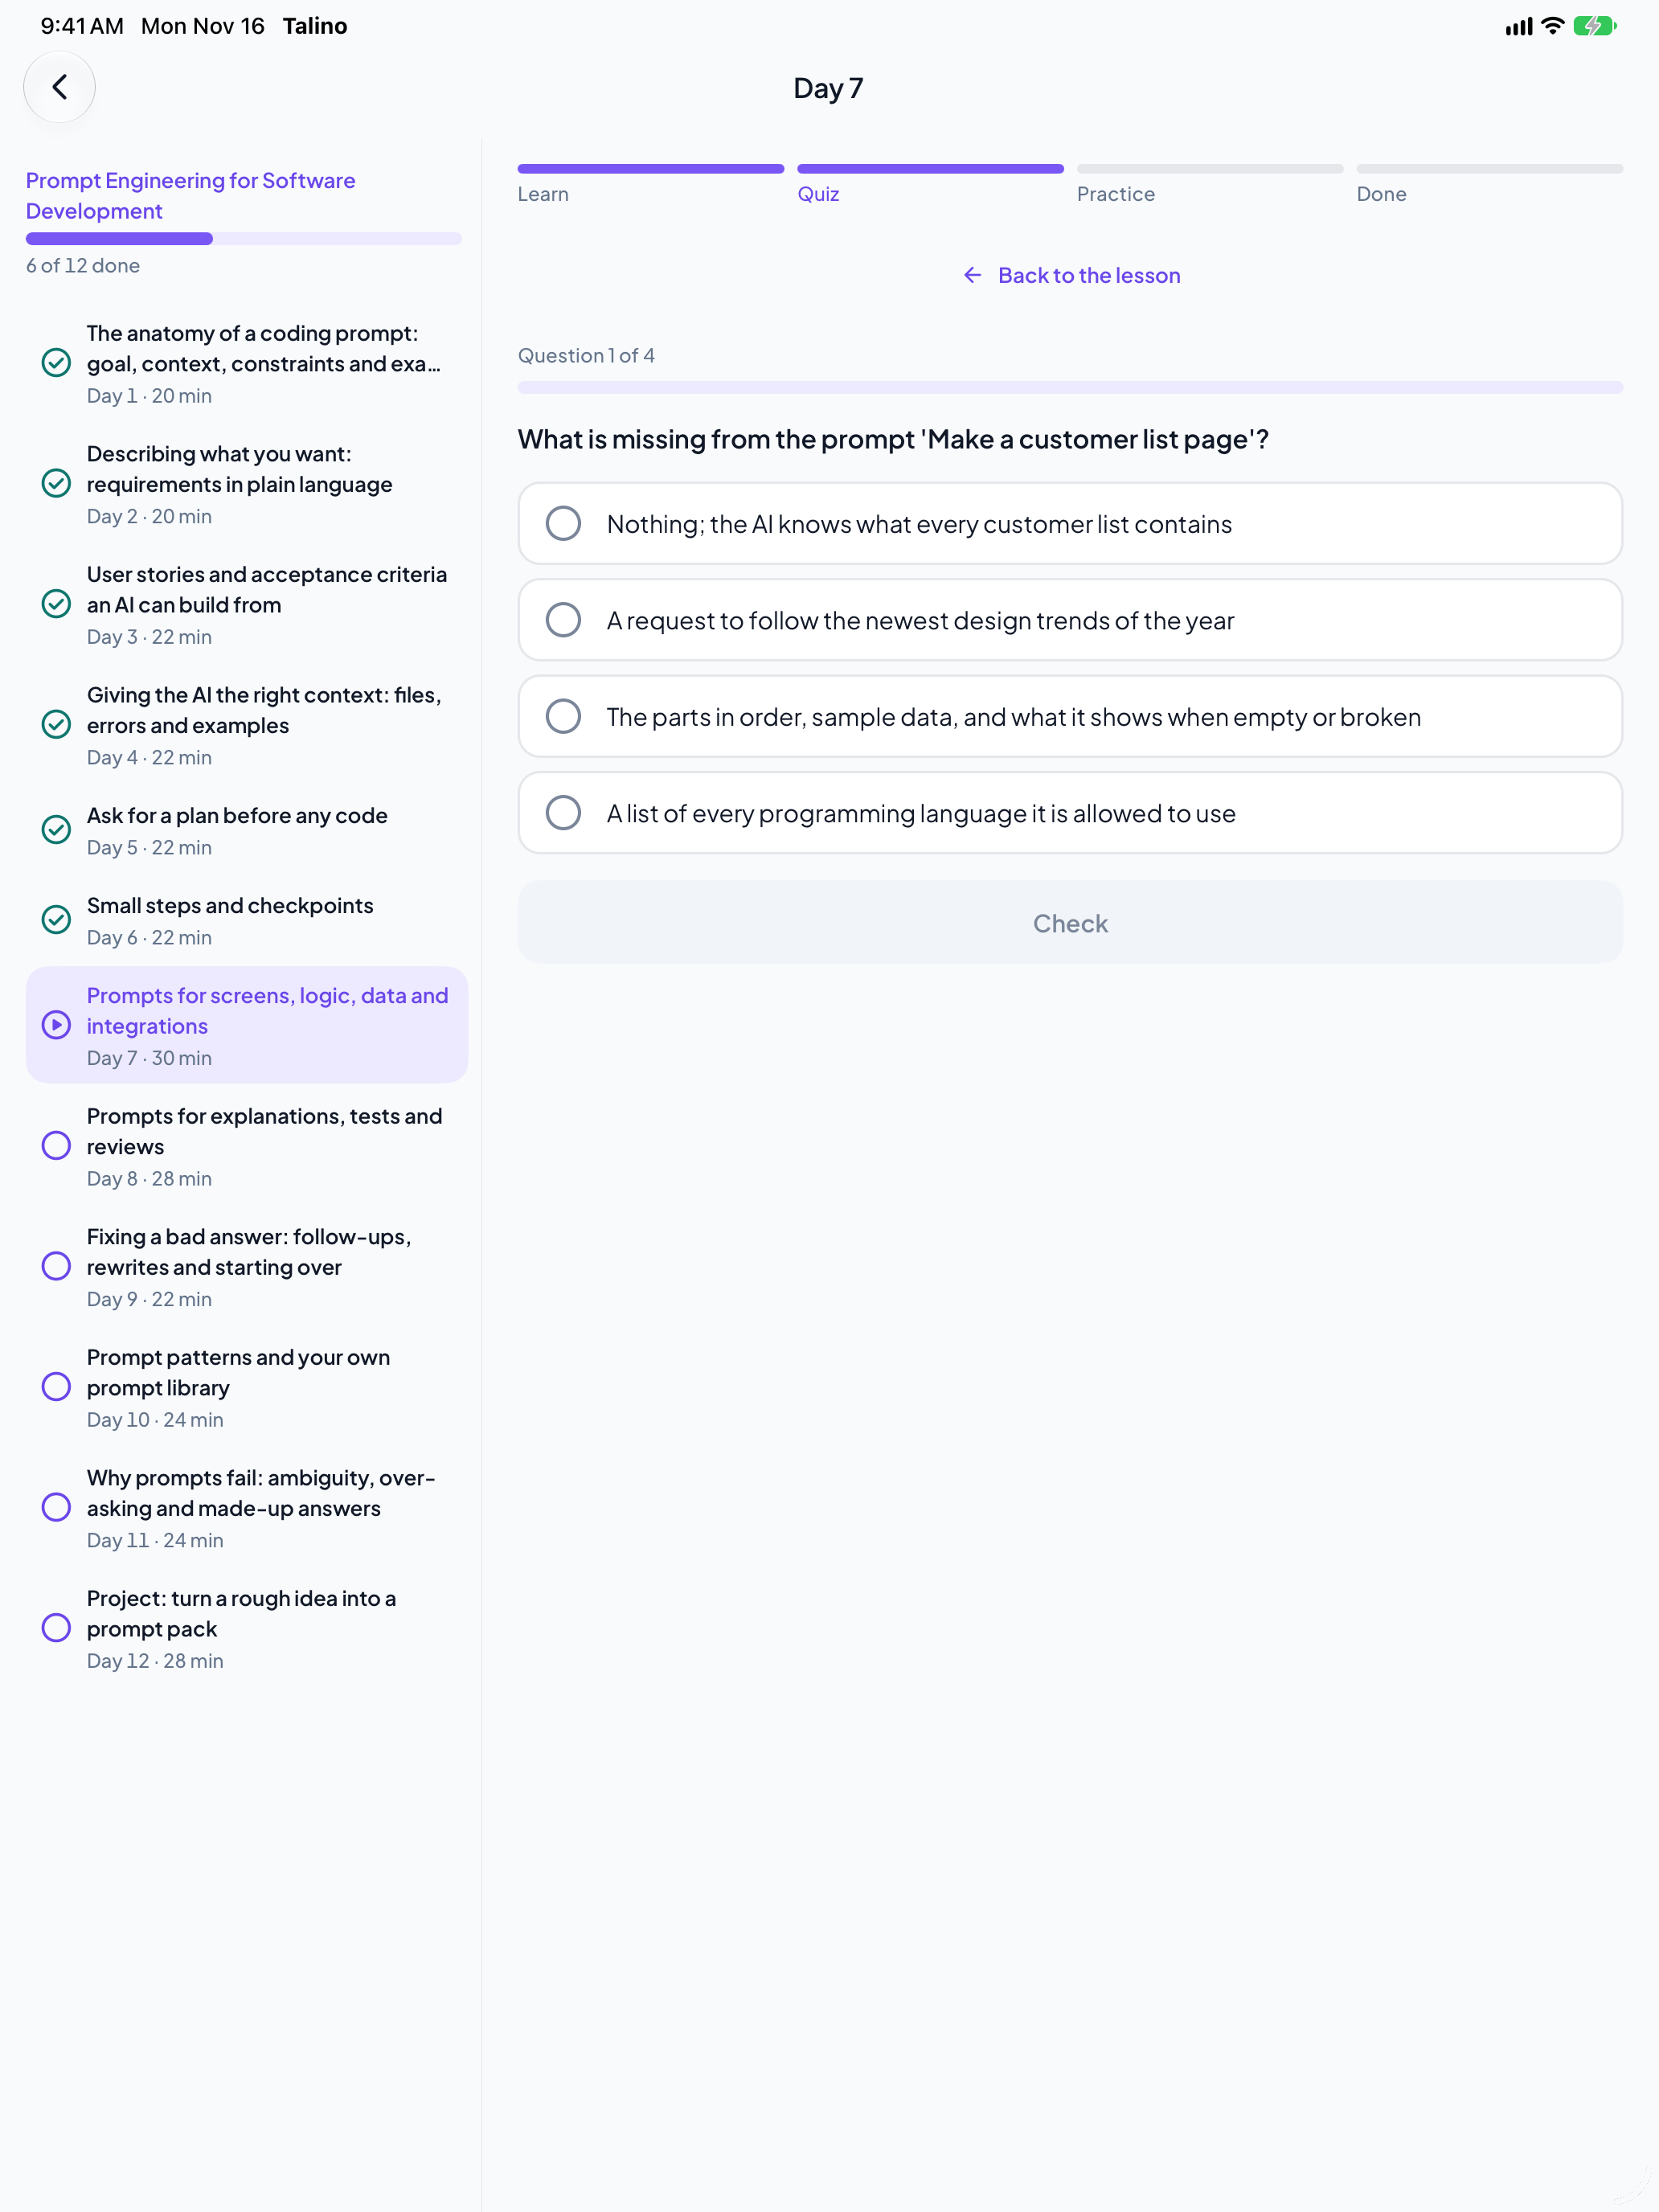 9:41 AM Mon Nov 16 Talino
Day 7
Prompt Engineering for Software
Development
6 of 12 done
The anatomy of a coding prompt:
goal, context, constraints and exa...
Day 1 · 20 min
Describing what you want:
requirements in plain language
Day 2 · 20 min
User stories and acceptance criteria
an AI can build from
Day 3 · 22 min
Giving the AI the right context: files,
errors and examples
Day 4 · 22 min
Ask for a plan before any code
Day 5 · 22 min
Small steps and checkpoints
Day 6 · 22 min
Prompts for screens, logic, data and
integrations
Day 7 · 30 min
Prompts for explanations, tests and
reviews
Day 8 · 28 min
Fixing a bad answer: follow-ups,
rewrites and starting over
Day 9 · 22 min
Prompt patterns and your own
prompt library
Day 10 · 24 min
Why prompts fail: ambiguity, over-
asking and made-up answers
Day 11 · 24 min
Project: turn a rough idea into a
prompt pack
Day 12 · 28 min
Learn
Quiz
Practice
Done
← Back to the lesson
Question 1 of 4
What is missing from the prompt 'Make a customer list page'?
Nothing; the AI knows what every customer list contains
A request to follow the newest design trends of the year
The parts in order, sample data, and what it shows when empty or broken
A list of every programming language it is allowed to use
Check